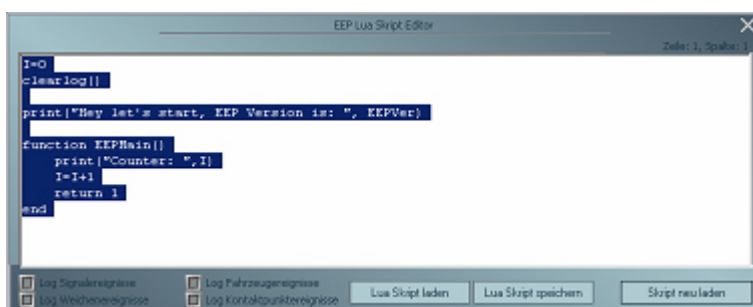 EEP Lua Skript Editor
Zeile: 1, Spalte: 1
I=0
clearlog()
print("Hey let's start, EEP Version is: ", EEPVer)
function EEPMain()
print("Counter: ",I)
I=I+1
return 1
end
Log Signalereignisse
Log Fahrzeugereignisse
Log Weichenereignisse
Log Kontaktpunktereignisse
Lua Skript laden
Lua Skript speichern
Skript neu laden